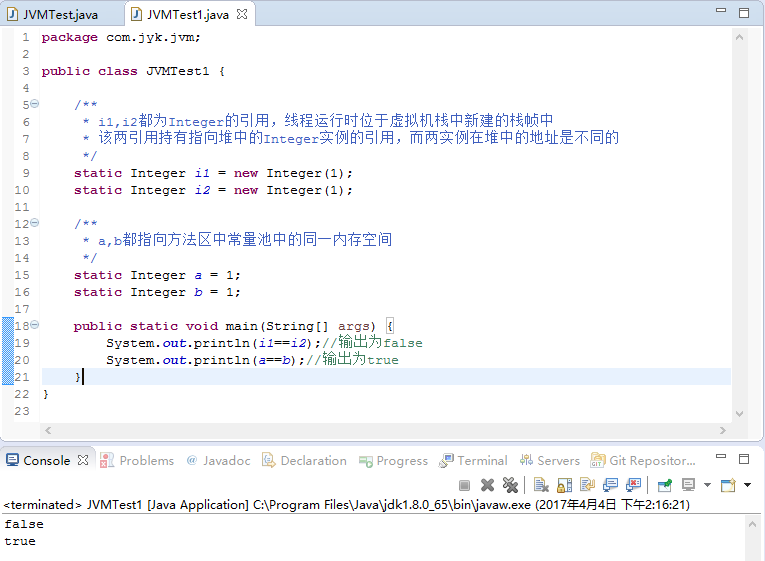 JVMTest.java JVMTest1.java
1 package com.jyk.jvm;
2
3 public class JVMTest1 {
4
5 /**
6 * i1,i2都为Integer的引用，线程运行时位于虚拟机栈中新建的栈帧中
7 * 该两引用持有指向堆中的Integer实例的引用，而两实例在堆中的地址是不同的
8 */
9 static Integer i1 = new Integer(1);
10 static Integer i2 = new Integer(1);
11
12 /**
13 * a,b都指向方法区中常量池中的同一内存空间
14 */
15 static Integer a = 1;
16 static Integer b = 1;
17
18 public static void main(String[] args) {
19 System.out.println(i1==i2);//输出为false
20 System.out.println(a==b);//输出为true
21 }
22 }
23
Console Problems @ Javadoc Declaration Progress Terminal Servers Git Repositor...
<terminated> JVMTest1 [Java Application] C:\Program Files\Java\jdk1.8.0_65\bin\javaw.exe (2017年4月4日 下午2:16:21)
false
true